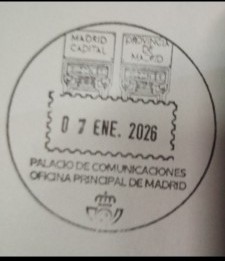 MADRID
CAPITAL
PROVINCIA
DE
MADRID
0 7 ENE. 2026
PALACIO DE COMUNICACIONES
OFICINA PRINCIPAL DE MADRID